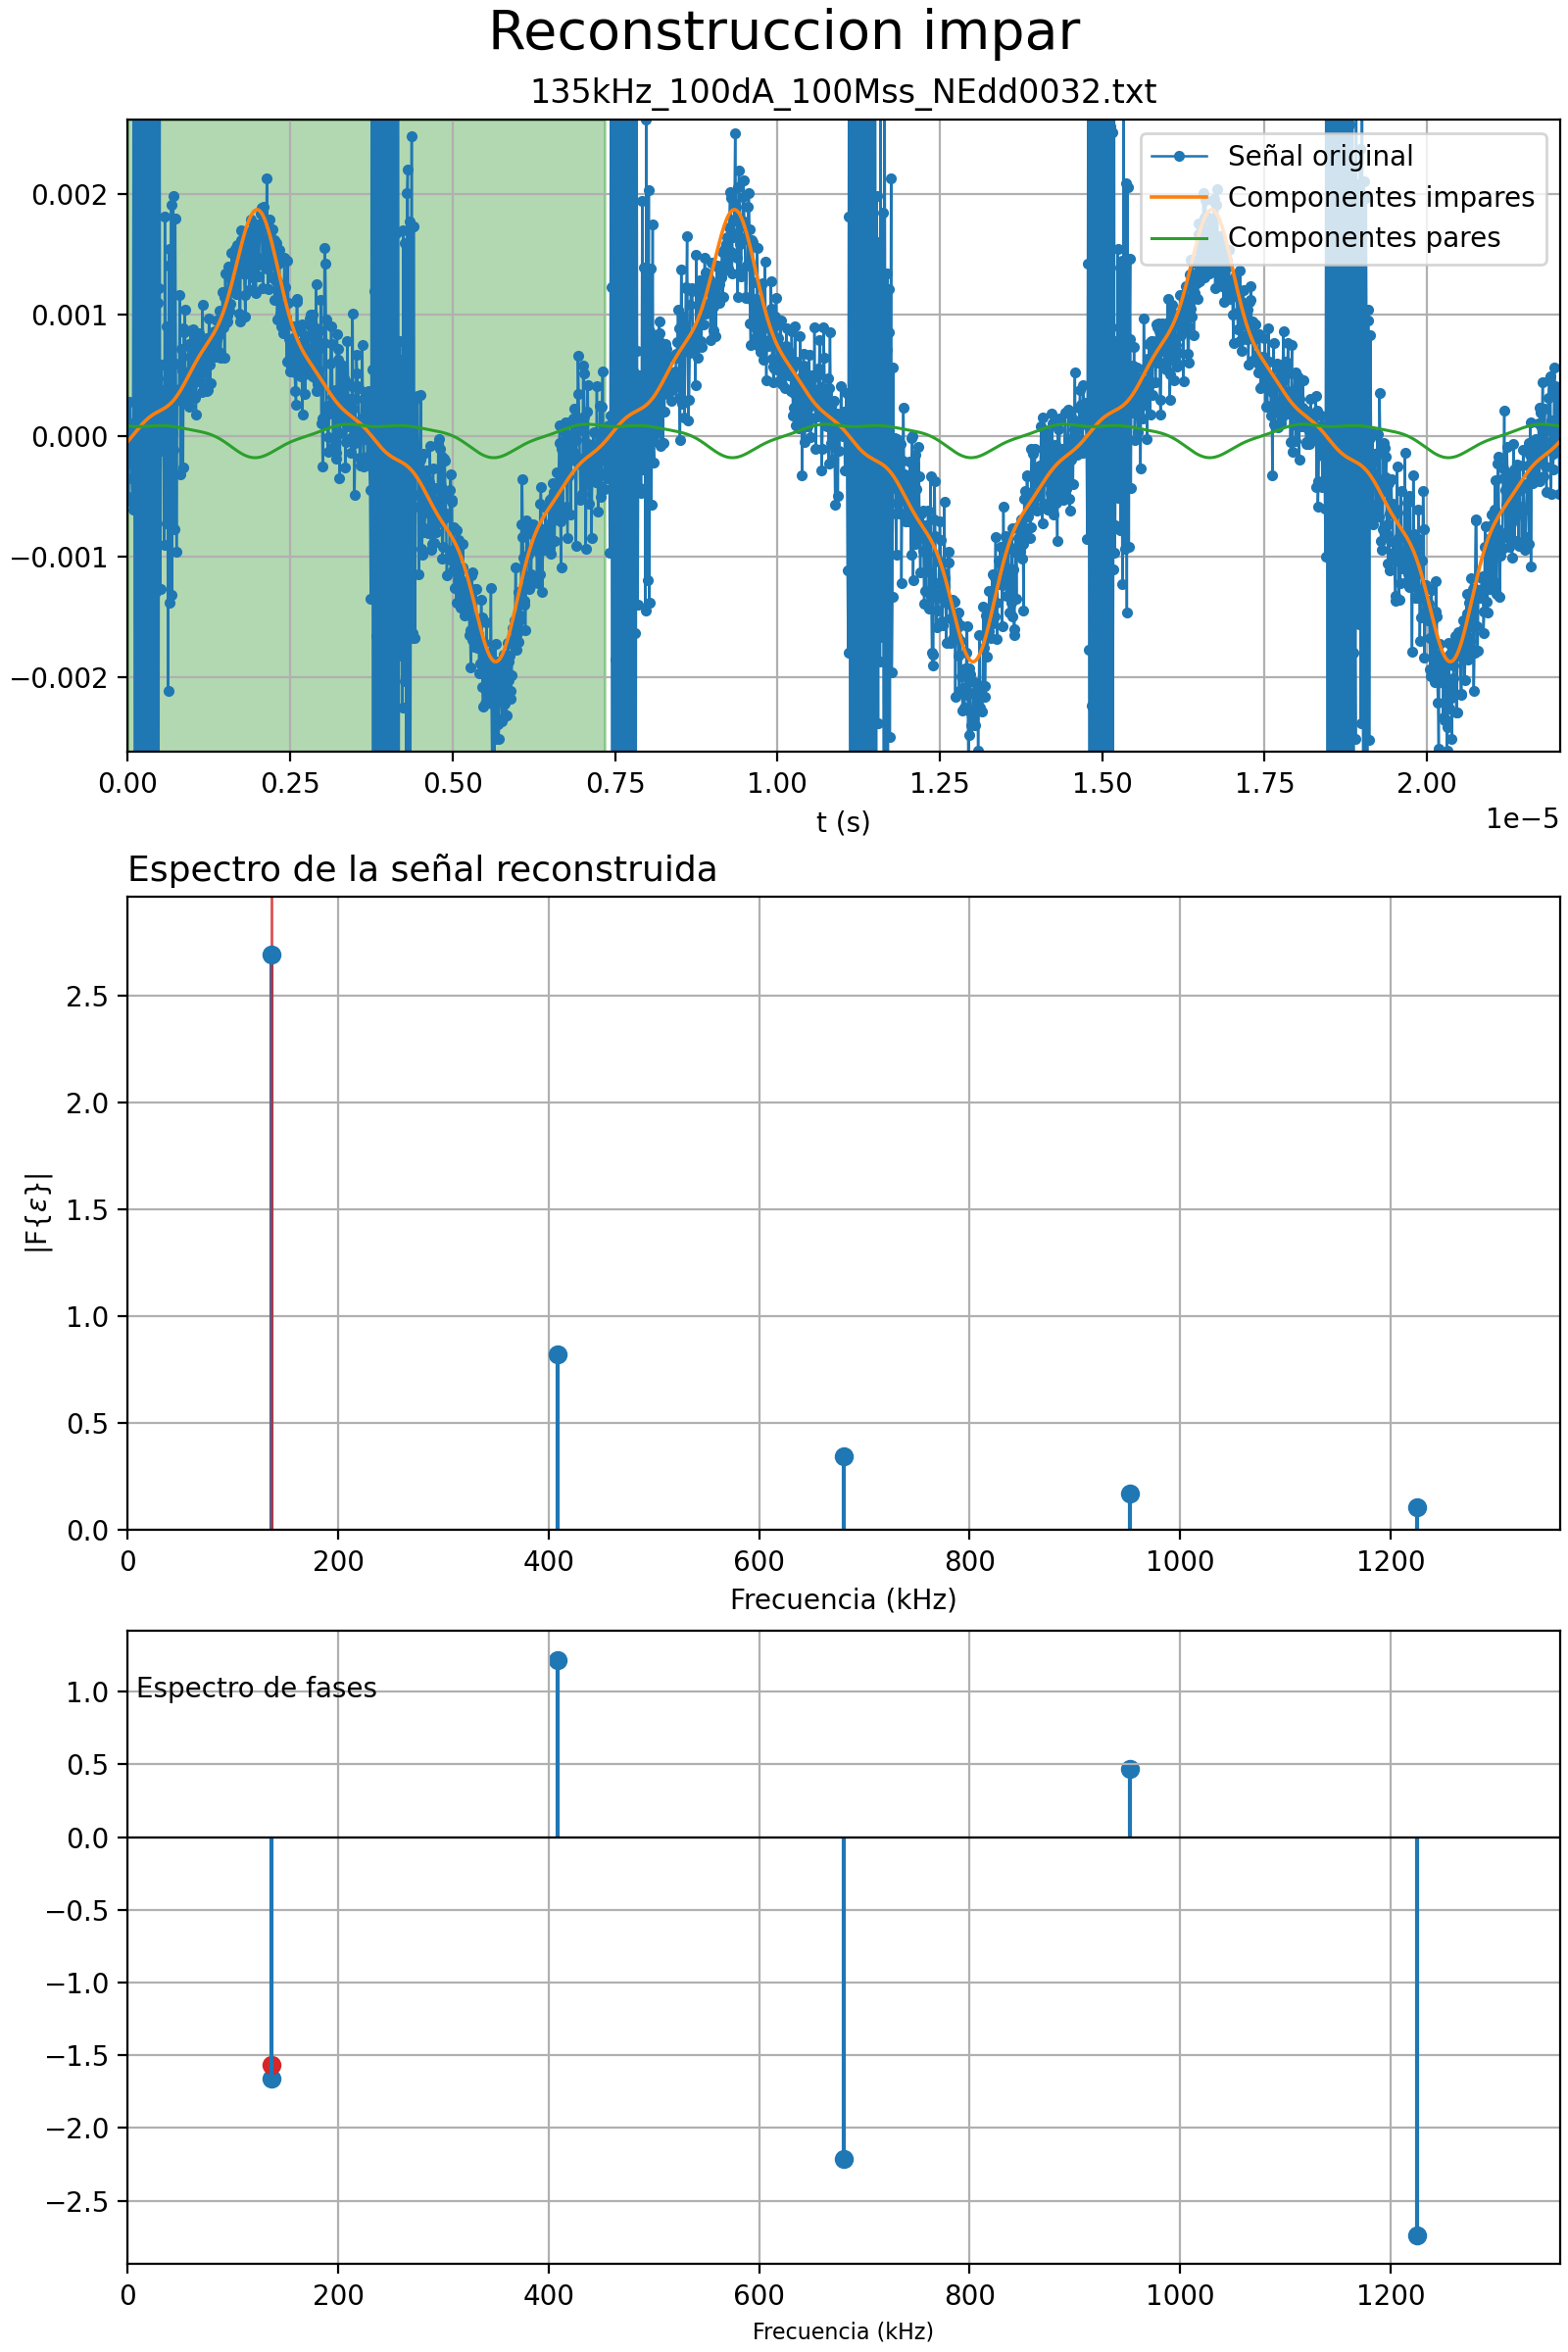 Reconstruccion impar
135kHz_100dA_100Mss_NEdd0032.txt
Señal original
Componentes impares
Componentes pares
0.002
0.001
0.000
−0.001
−0.002
0.00 0.25 0.50 0.75 1.00 1.25 1.50 1.75 2.00
1e−5
t (s)
Espectro de la señal reconstruida
|F{ε}|
2.5
2.0
1.5
1.0
0.5
0.0
0 200 400 600 800 1000 1200
Frecuencia (kHz)
Espectro de fases
1.0
0.5
0.0
−0.5
−1.0
−1.5
−2.0
−2.5
0 200 400 600 800 1000 1200
Frecuencia (kHz)